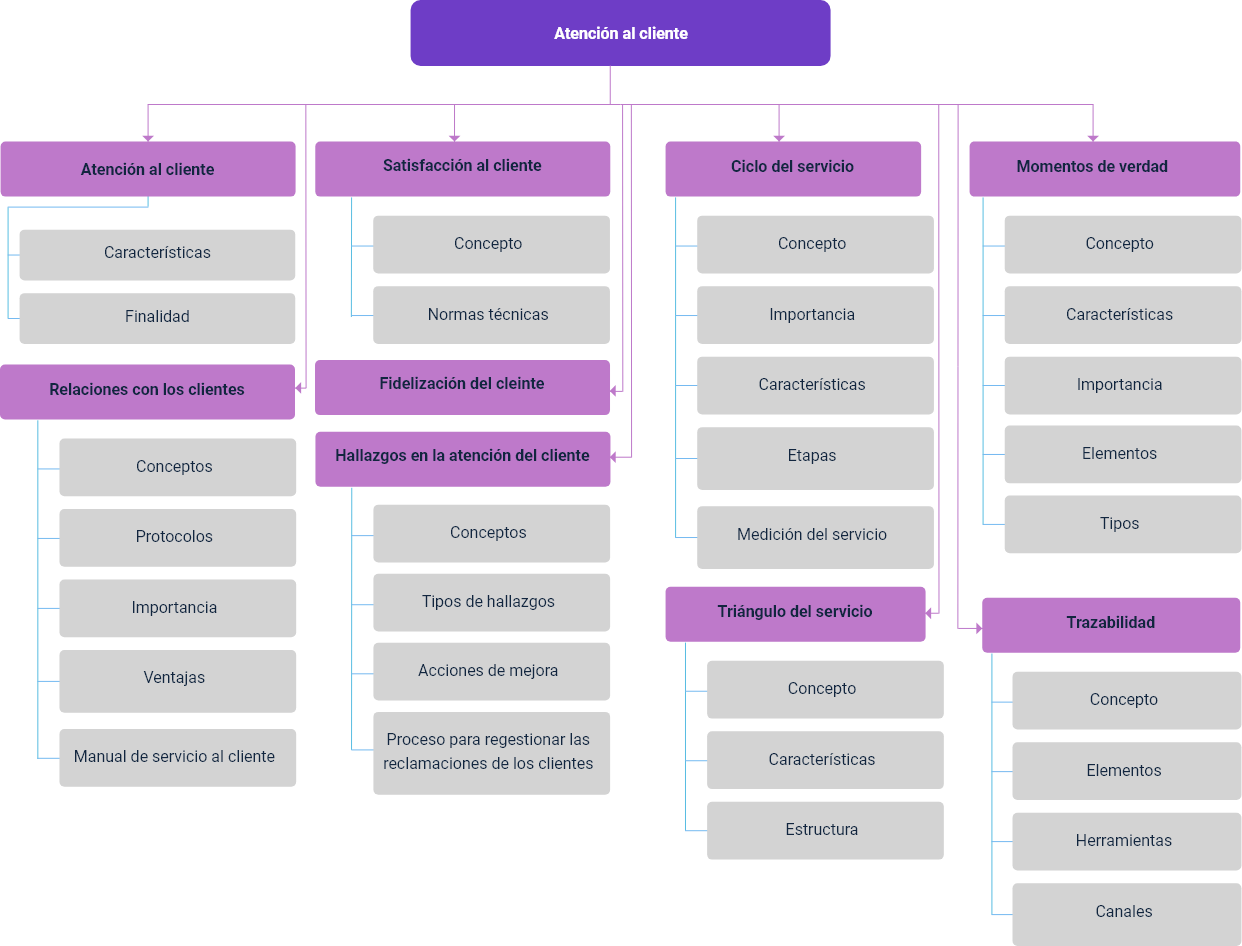 Atención al cliente
Atención al cliente
Características
Finalidad
Relaciones con los clientes
Conceptos
Protocolos
Importancia
Ventajas
Manual de servicio al cliente
Satisfacción al cliente
Concepto
Normas técnicas
Fidelización del cleinte
Hallazgos en la atención del cliente
Conceptos
Tipos de hallazgos
Acciones de mejora
Proceso para regestionar las
reclamaciones de los clientes
Ciclo del servicio
Concepto
Importancia
Características
Etapas
Medición del servicio
Triángulo del servicio
Concepto
Características
Estructura
Momentos de verdad
Concepto
Características
Importancia
Elementos
Tipos
Trazabilidad
Concepto
Elementos
Herramientas
Canales